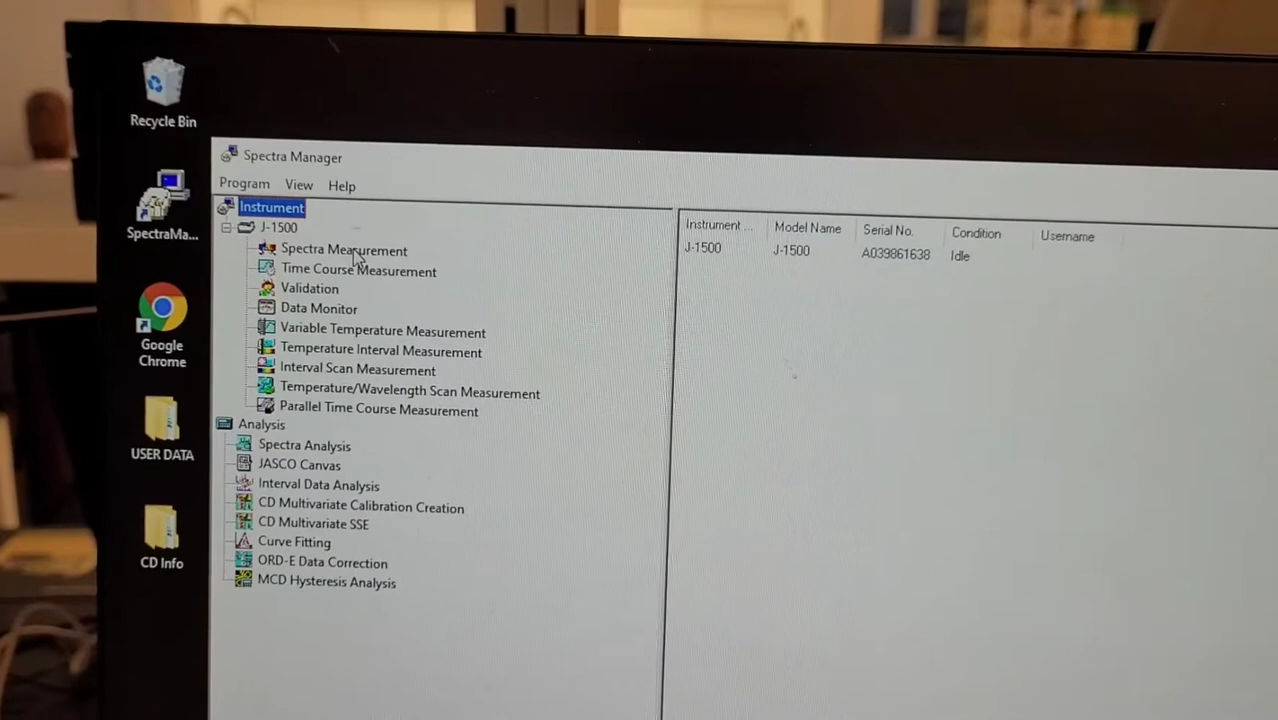 Recycle Bin
SpectraMa...
Google
Chrome
USER DATA
CD Info
Spectra Manager
Program View Help
Instrument
J-1500
Spectra Measurement
Time Course Measurement
Validation
Data Monitor
Variable Temperature Measurement
Temperature Interval Measurement
Interval Scan Measurement
Temperature/Wavelength Scan Measurement
Parallel Time Course Measurement
Analysis
Spectra Analysis
JASCO Canvas
Interval Data Analysis
CD Multivariate Calibration Creation
CD Multivariate SSE
Curve Fitting
ORD-E Data Correction
MCD Hysteresis Analysis
Instrument ... Model Name Serial No. Condition Username
J-1500 J-1500 A039861638 Idle